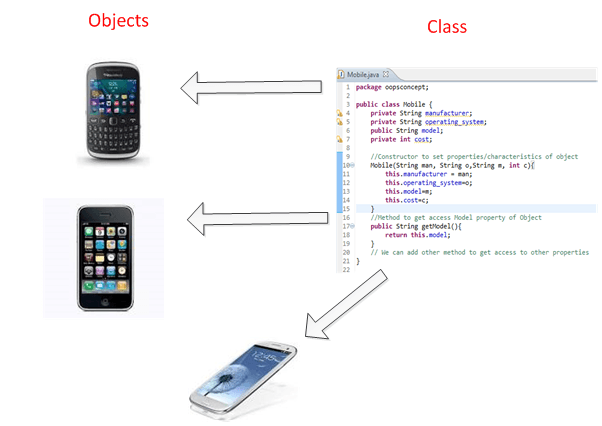 Objects
Class
Mobile.java
1 package oopsconcept;
2
3 public class Mobile {
4 private String manufacturer;
5 private String operating_system;
6 public String model;
7 private int cost;
8
9 //Constructor to set properties/characteristics of object
10 Mobile(String man, String o,String m, int c){
11 this.manufacturer = man;
12 this.operating_system=o;
13 this.model=m;
14 this.cost=c;
15 }
16 //Method to get access Model property of Object
17 public String getModel(){
18 return this.model;
19 }
20 // We can add other method to get access to other properties
21 }
22
12:45